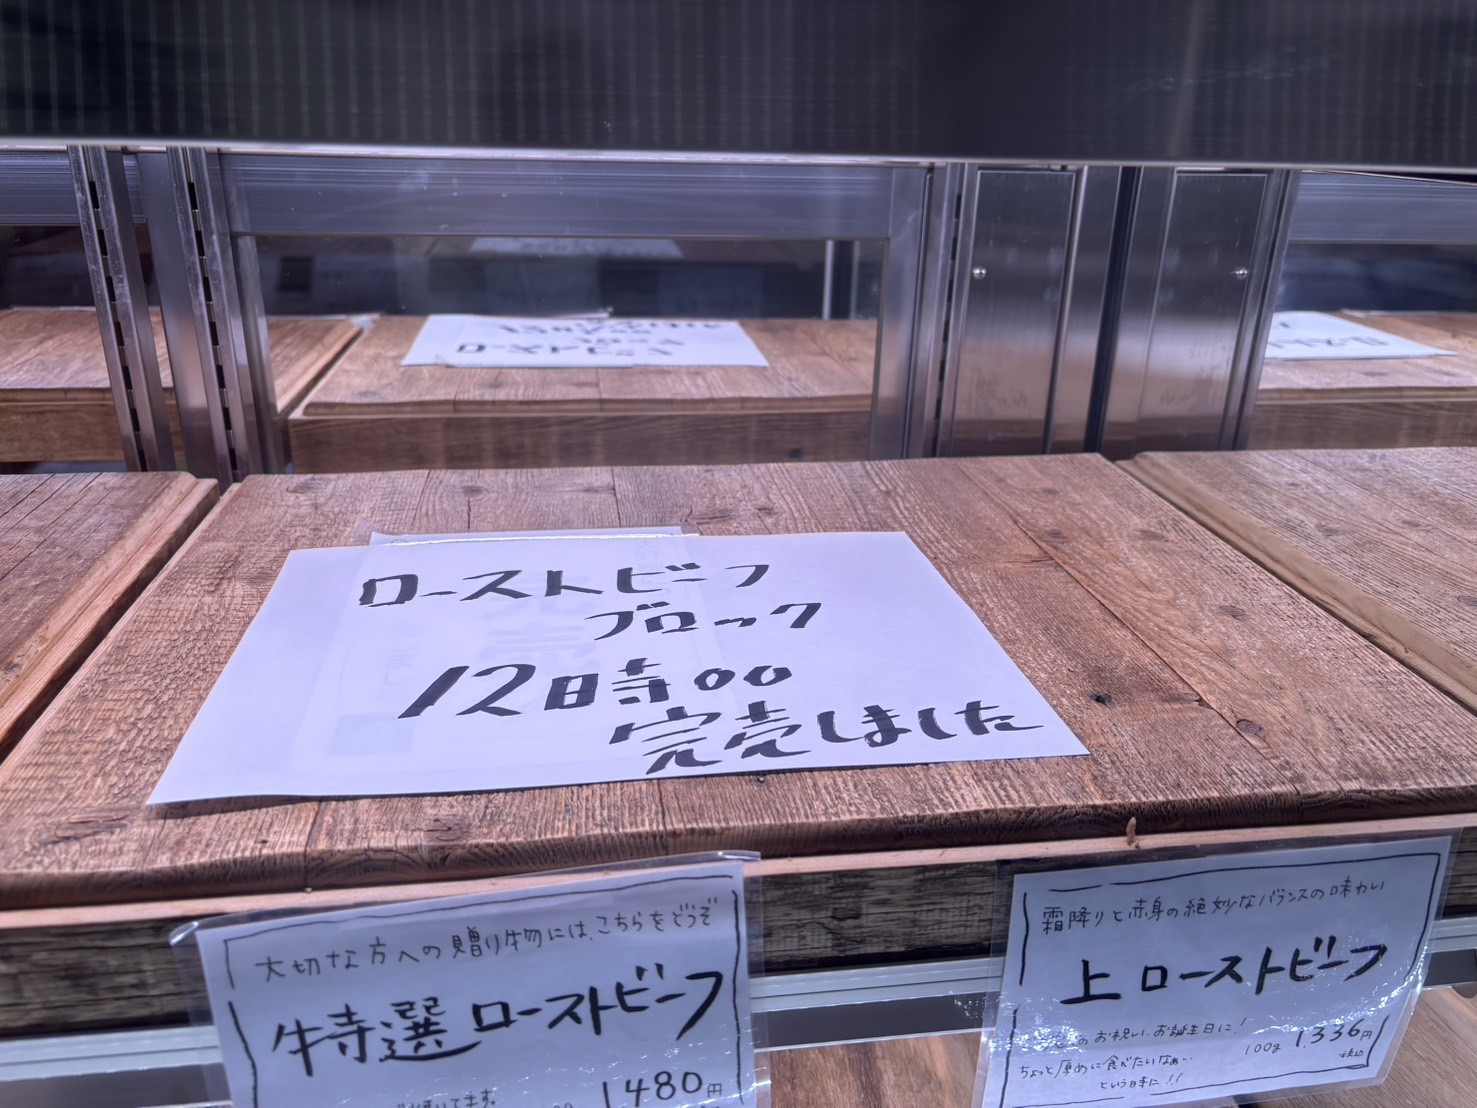 ローストビーフ
ブロック
12時00
完売しました
大切な方への贈り物には、こちらをどうぞ
特選ローストビーフ
1480円
霜降りと赤身の絶妙なバランスの味わい
上ローストビーフ
のお祝い、お誕生日に!
100g 1,336円
税込
ちょっと厚めに食べたいなぁ…
という時に!!